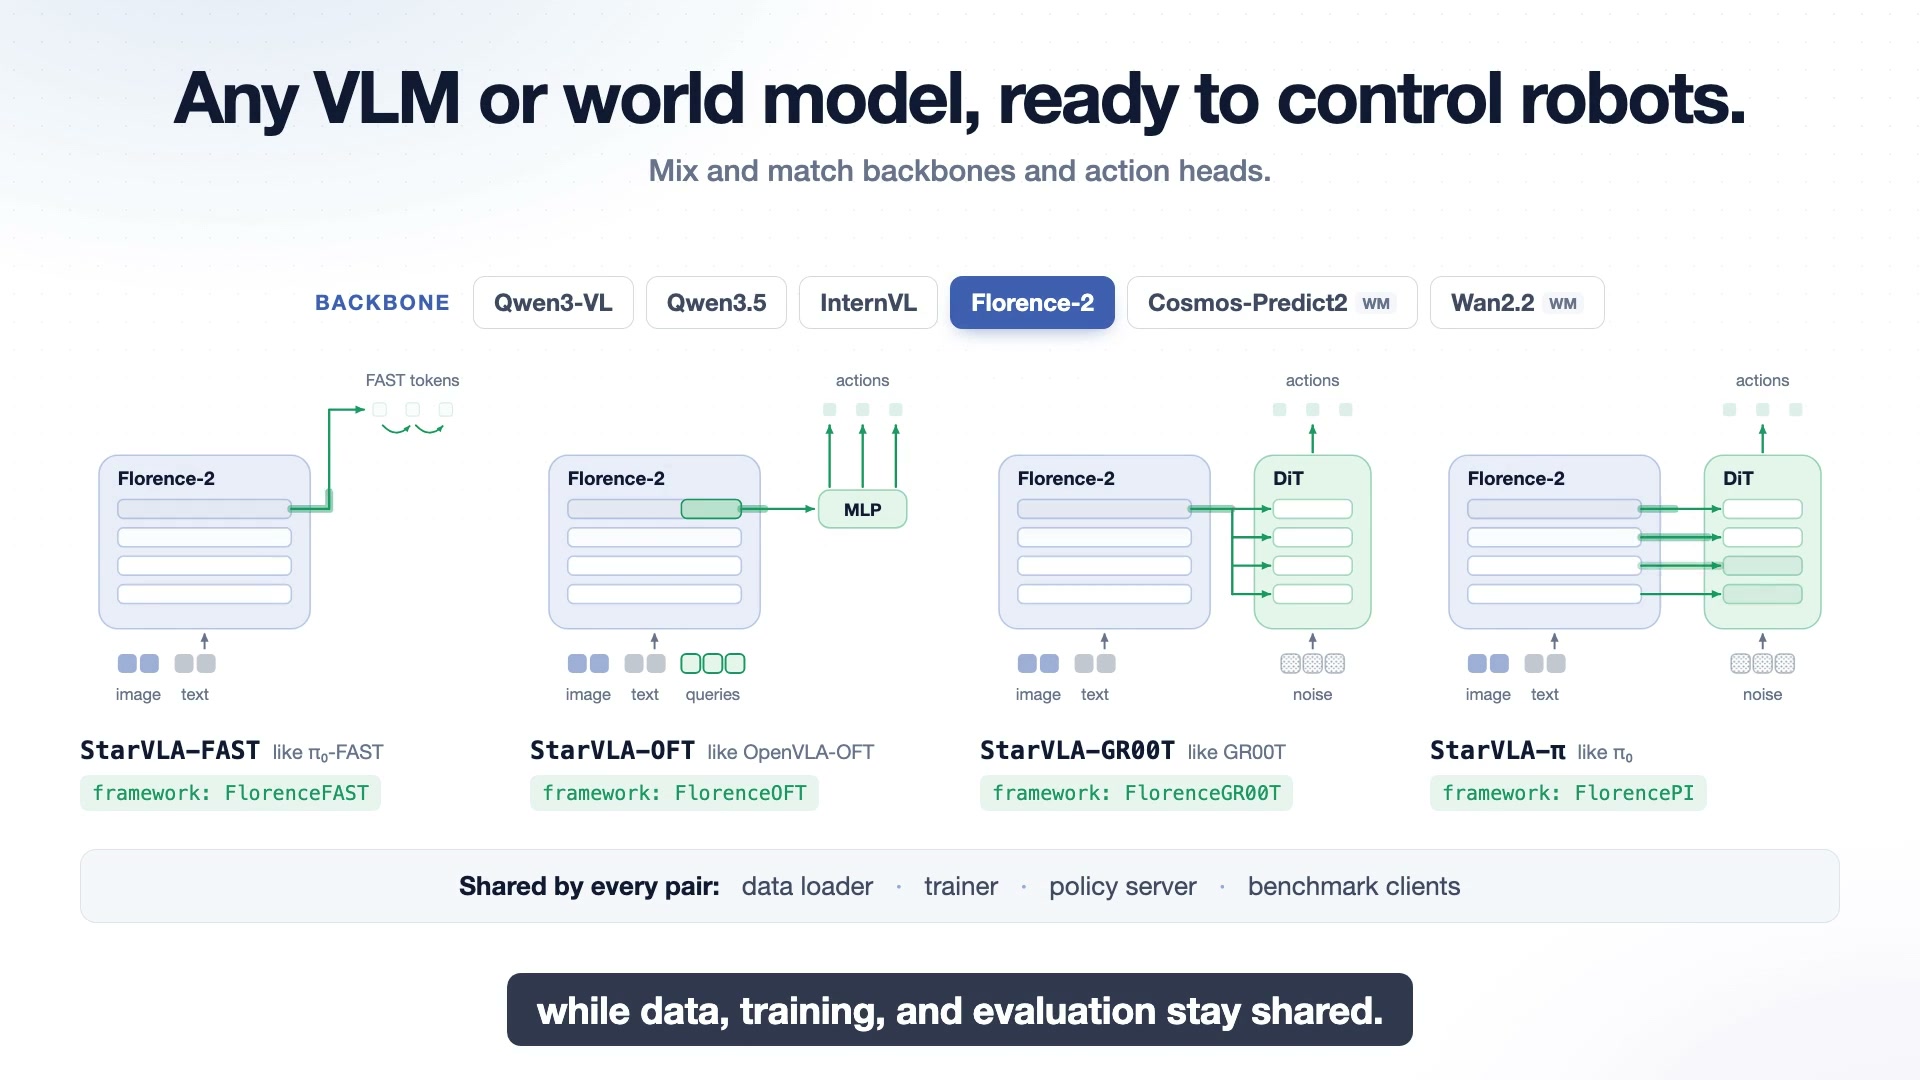 Any VLM or world model, ready to control robots.
Mix and match backbones and action heads.
BACKBONE Qwen3-VL Qwen3.5 InternVL Florence-2 Cosmos-Predict2 WM Wan2.2 WM
FAST tokens
Florence-2
image text
StarVLA-FAST like π₀-FAST
framework: FlorenceFAST
actions
Florence-2
MLP
image text queries
StarVLA-OFT like OpenVLA-OFT
framework: FlorenceOFT
actions
Florence-2 DiT
image text noise
StarVLA-GR00T like GR00T
framework: FlorenceGR00T
actions
Florence-2 DiT
image text noise
StarVLA-π like π₀
framework: FlorencePI
Shared by every pair: data loader · trainer · policy server · benchmark clients
while data, training, and evaluation stay shared.